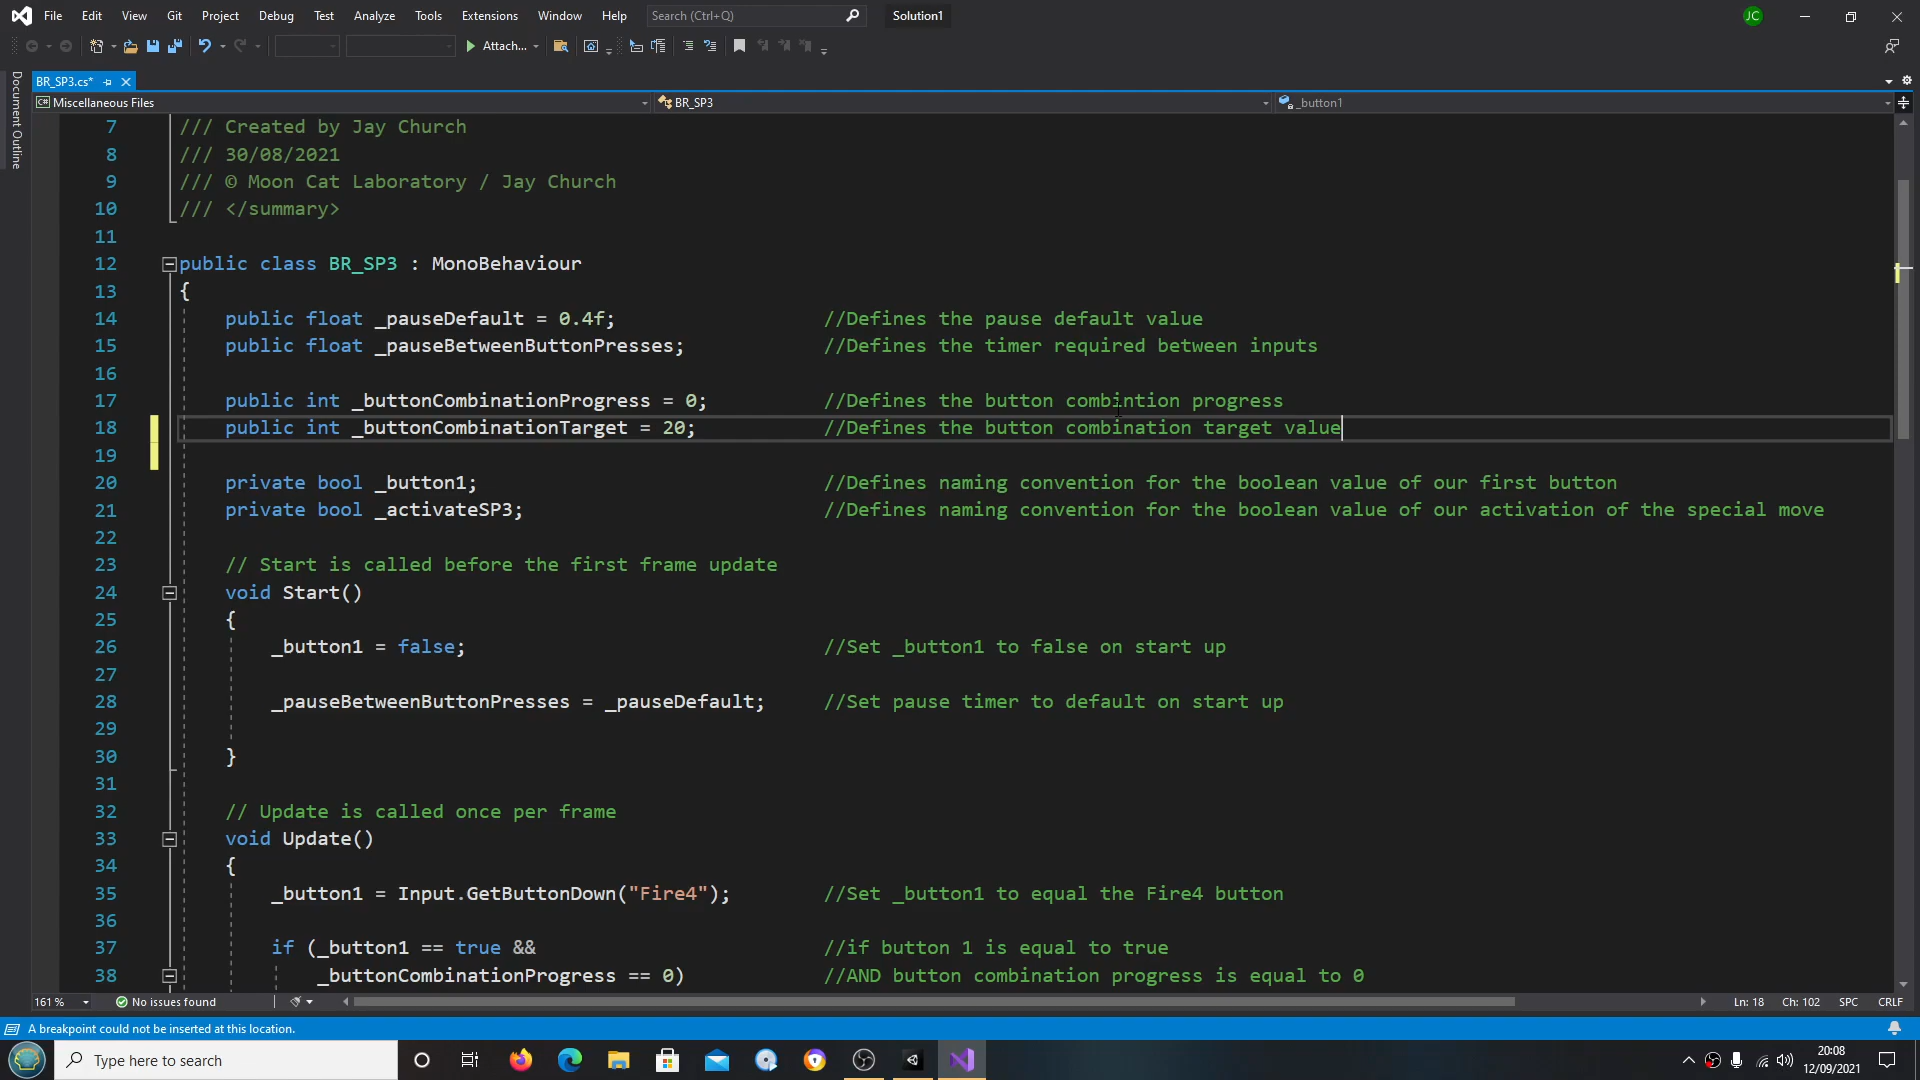 File Edit View Git Project Debug Test Analyze Tools Extensions Window Help Search (Ctrl+Q) Solution1 JC
Attach...
BR_SP3.cs*
Miscellaneous Files BR_SP3 _button1
Document Outline
7 /// Created by Jay Church
8 /// 30/08/2021
9 /// © Moon Cat Laboratory / Jay Church
10 /// </summary>
11
12 public class BR_SP3 : MonoBehaviour
13 {
14 public float _pauseDefault = 0.4f; //Defines the pause default value
15 public float _pauseBetweenButtonPresses; //Defines the timer required between inputs
16
17 public int _buttonCombinationProgress = 0; //Defines the button combintion progress
18 public int _buttonCombinationTarget = 20; //Defines the button combination target value
19
20 private bool _button1; //Defines naming convention for the boolean value of our first button
21 private bool _activateSP3; //Defines naming convention for the boolean value of our activation of the special move
22
23 // Start is called before the first frame update
24 void Start()
25 {
26 _button1 = false; //Set _button1 to false on start up
27
28 _pauseBetweenButtonPresses = _pauseDefault; //Set pause timer to default on start up
29
30 }
31
32 // Update is called once per frame
33 void Update()
34 {
35 _button1 = Input.GetButtonDown("Fire4"); //Set _button1 to equal the Fire4 button
36
37 if (_button1 == true && //if button 1 is equal to true
38 _buttonCombinationProgress == 0) //AND button combination progress is equal to 0
161 % No issues found Ln: 18 Ch: 102 SPC CRLF
A breakpoint could not be inserted at this location.
Type here to search
20:08
12/09/2021